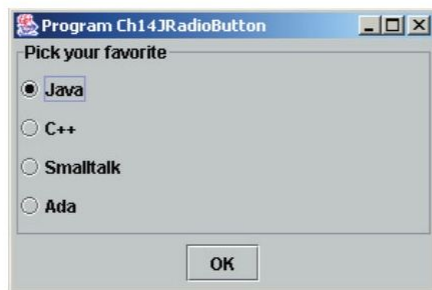 Program Ch14JRadioButton
Pick your favorite
Java
C++
Smalltalk
Ada
OK